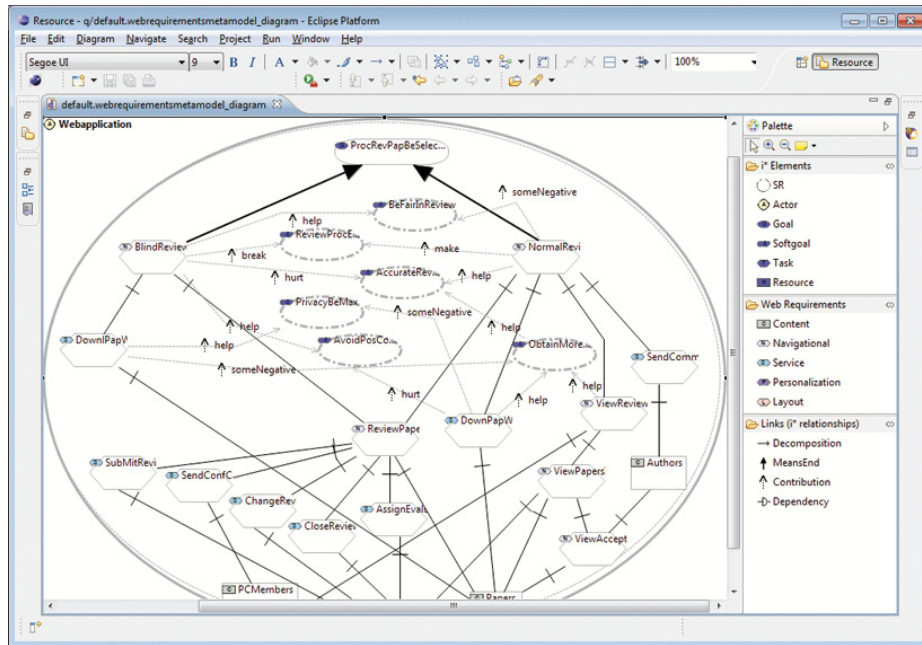 Resource - q/default.webrequirementsmetamodel_diagram - Eclipse Platform
File Edit Diagram Navigate Search Project Run Window Help
Segoe UI 9 B I A 100% Resource
default.webrequirementsmetamodel_diagram
Webapplication
ProcRevPapBeSelec...
someNegative
BeFairInReview
help
ReviewProcE...
BlindReview
break
make
NormalRevi
hurt
AccurateRev...
help
PrivacyBeMax
someNegative
DownlPapW
help
help
AvoidPosCo...
help
ObtainMore...
someNegative
SendComm
help
hurt
help
ViewReview
DownPapW
ReviewPape
SubMitRevi
SendConfC
ViewPapers
Authors
ChangeRev
AssignEvalu
CloseReview
ViewAccept
PCMembers
Papers
Palette
i* Elements
SR
Actor
Goal
Softgoal
Task
Resource
Web Requirements
Content
Navigational
Service
Personalization
Layout
Links (i* relationships)
Decomposition
MeansEnd
Contribution
Dependency